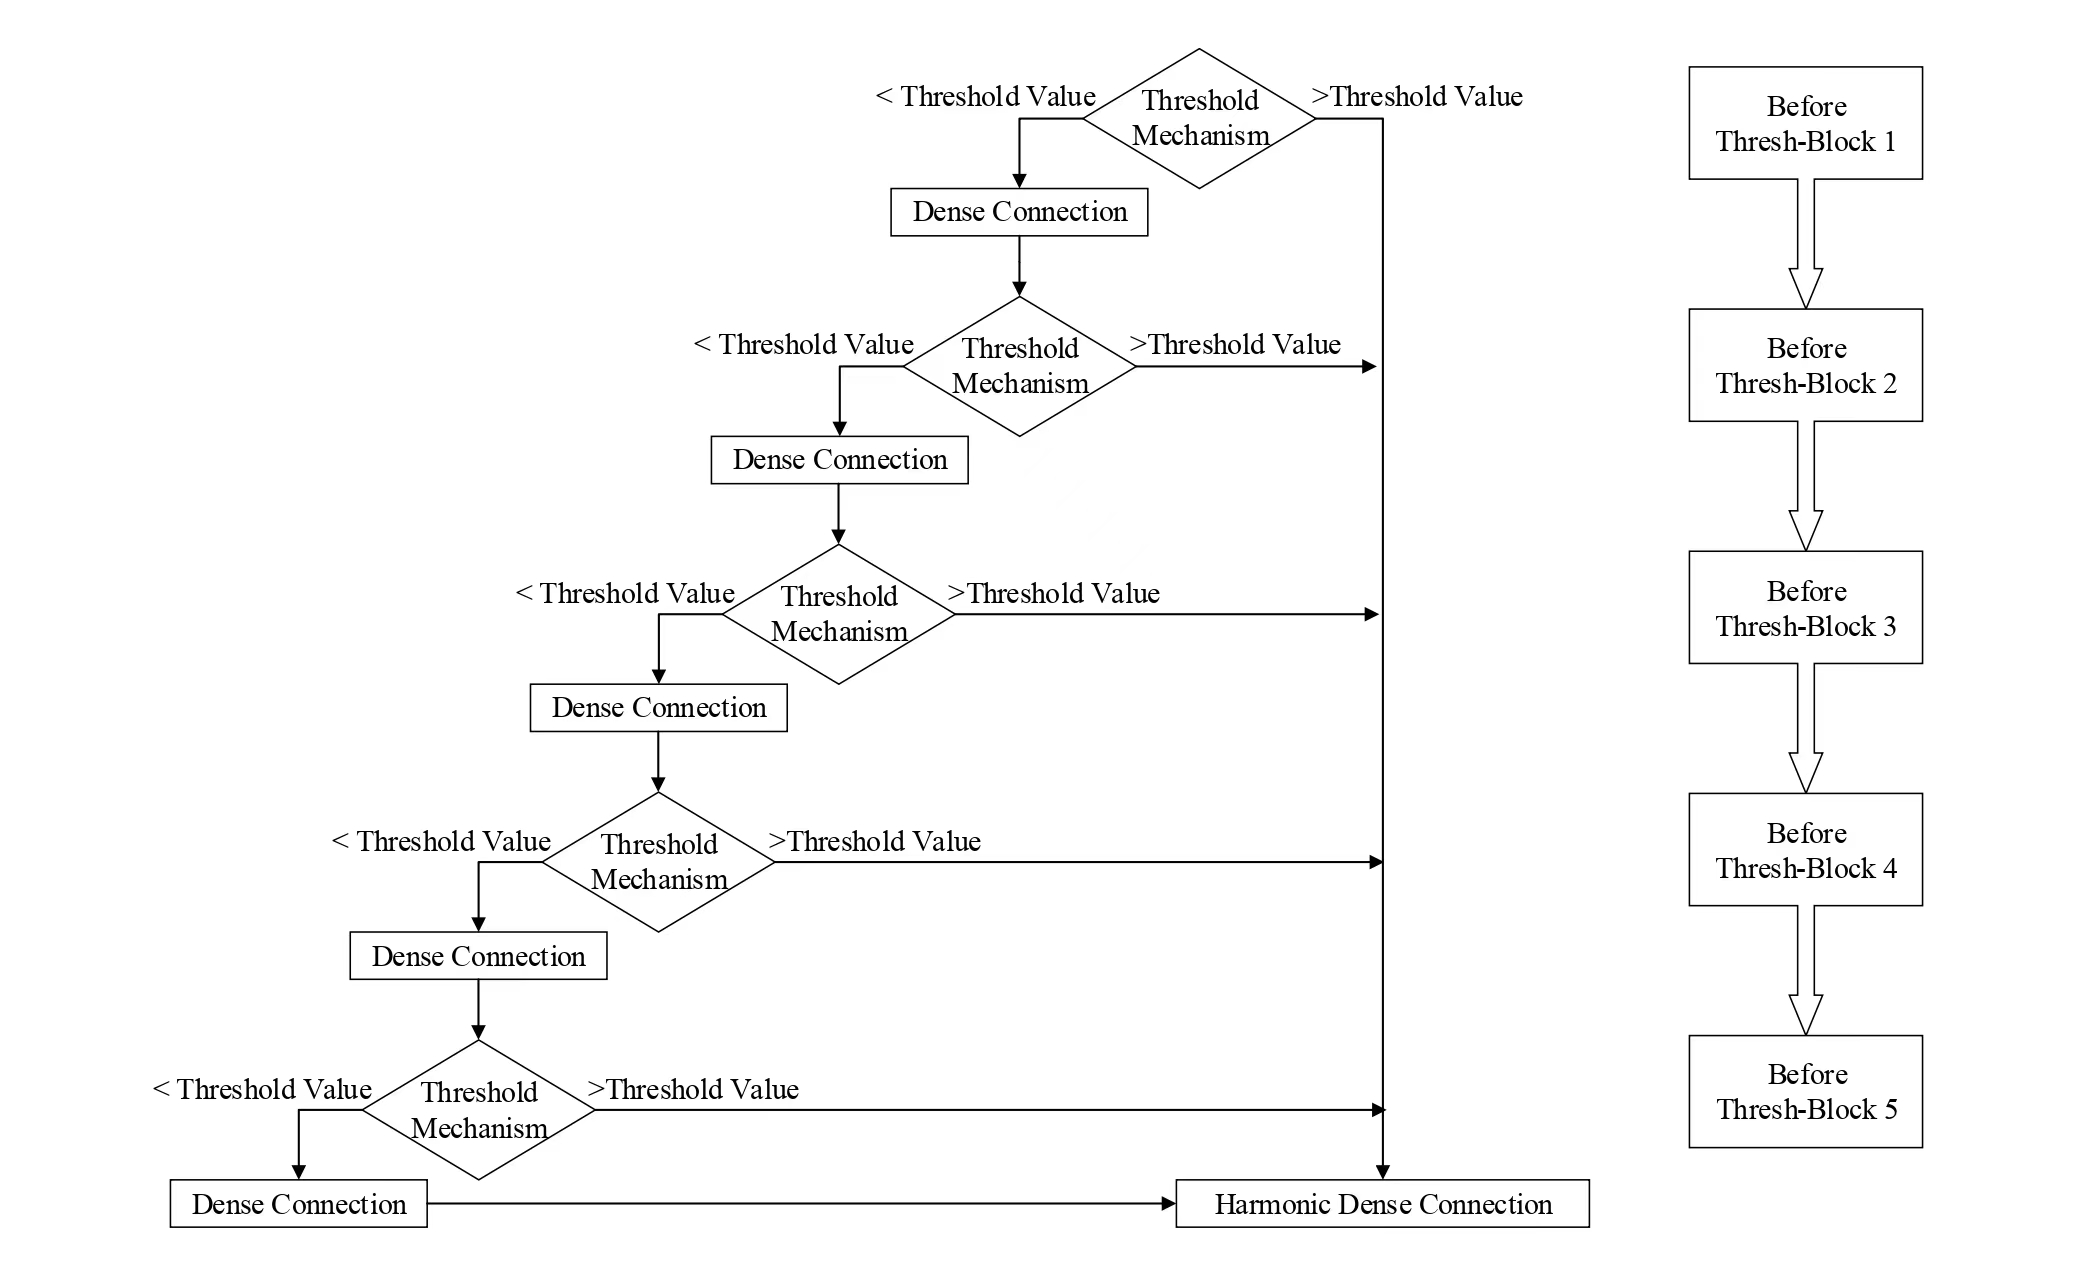 < Threshold Value
Threshold
Mechanism
>Threshold Value
Before
Thresh-Block 1
Dense Connection
< Threshold Value
Threshold
Mechanism
>Threshold Value
Before
Thresh-Block 2
Dense Connection
< Threshold Value
Threshold
Mechanism
>Threshold Value
Before
Thresh-Block 3
Dense Connection
< Threshold Value
Threshold
Mechanism
>Threshold Value
Before
Thresh-Block 4
Dense Connection
< Threshold Value
Threshold
Mechanism
>Threshold Value
Before
Thresh-Block 5
Dense Connection
Harmonic Dense Connection